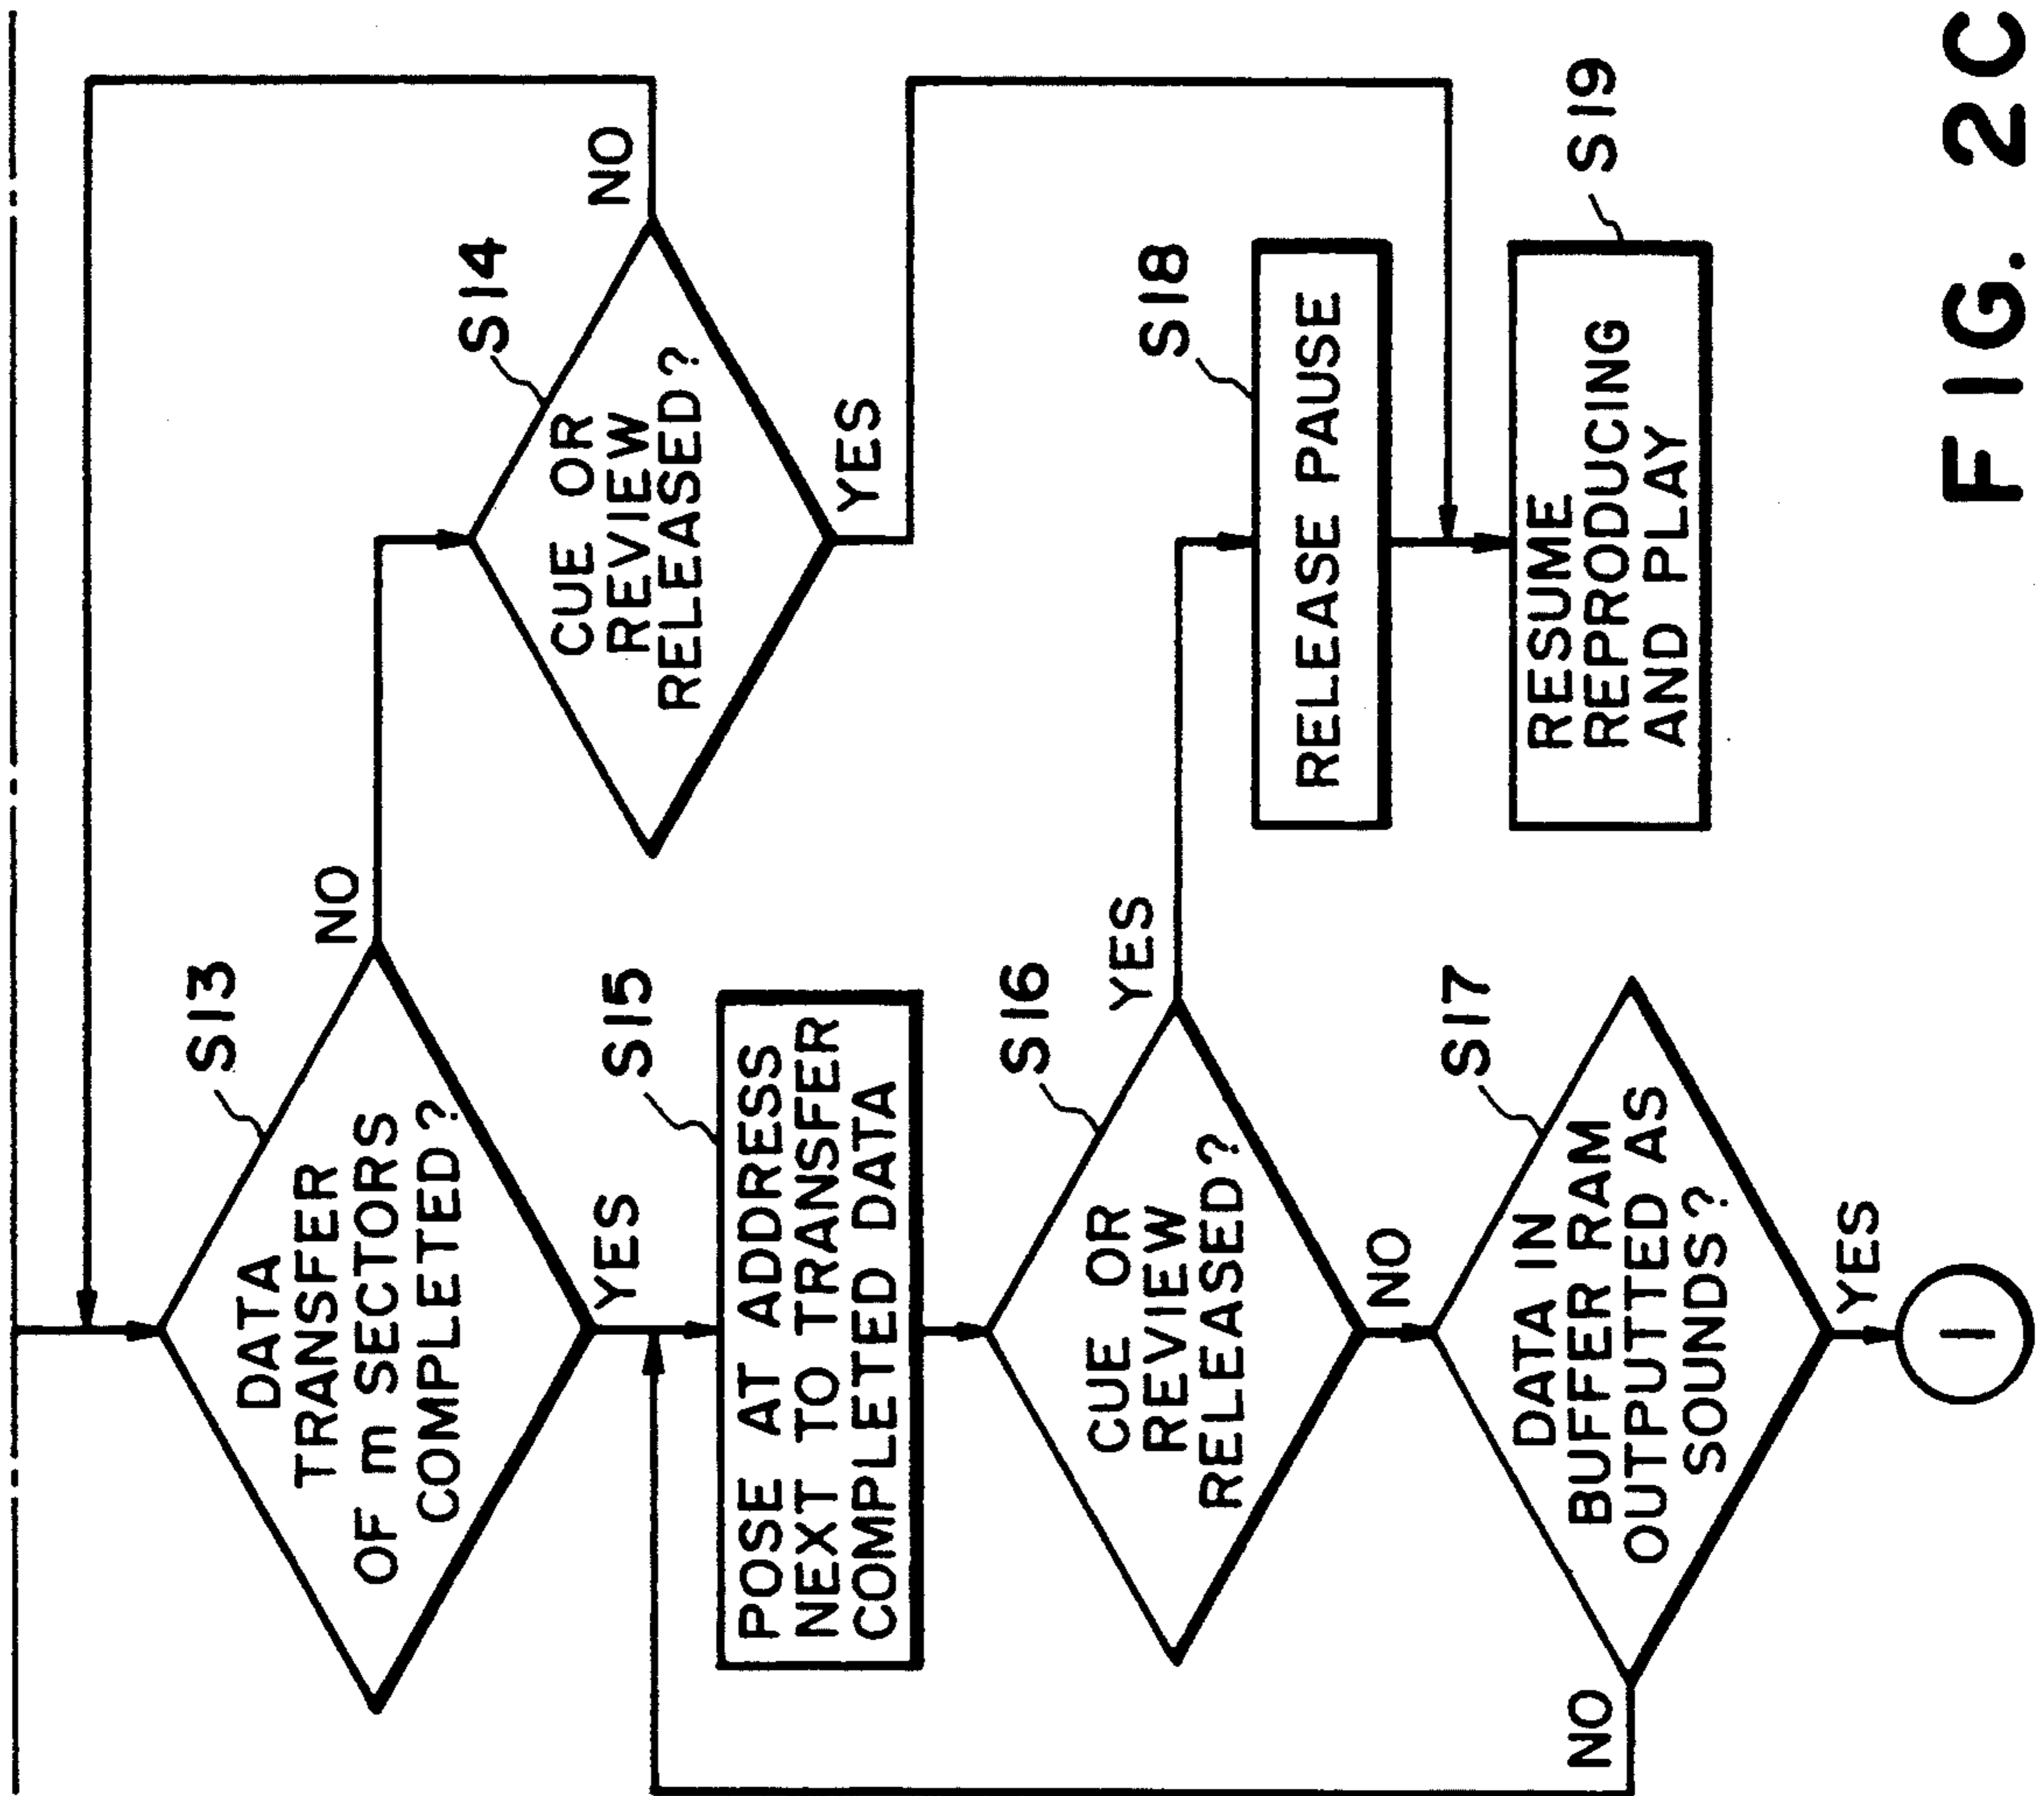 S13
DATA
TRANSFER
OF m SECTORS
COMPLETED?
NO
YES
S14
CUE OR
REVIEW
RELEASED?
NO
YES
S15
POSE AT ADDRESS
NEXT TO TRANSFER
COMPLETED DATA
S16
CUE OR
REVIEW
RELEASED?
YES
NO
S18
RELEASE PAUSE
S17
DATA IN
BUFFER RAM
OUTPUTTED AS
SOUNDS?
NO
YES
S19
RESUME
REPRODUCING
AND PLAY
1
FIG. 2C